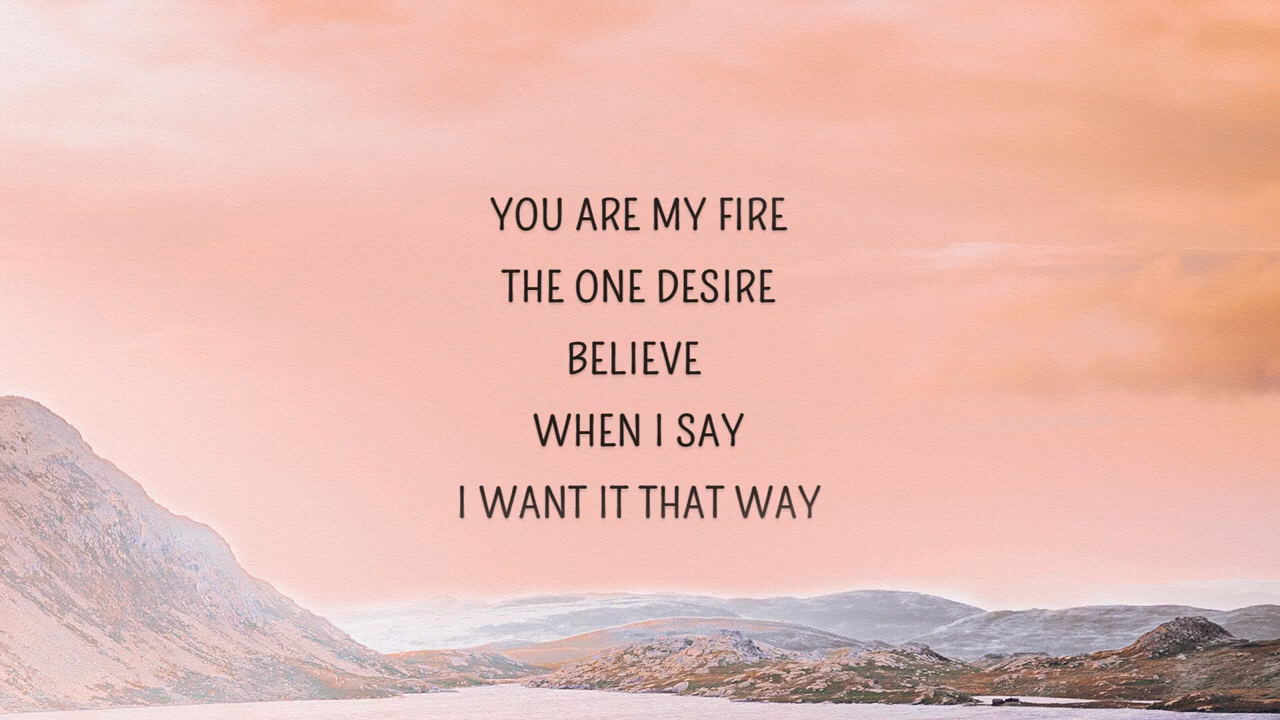 YOU ARE MY FIRE
THE ONE DESIRE
BELIEVE
WHEN I SAY
I WANT IT THAT WAY